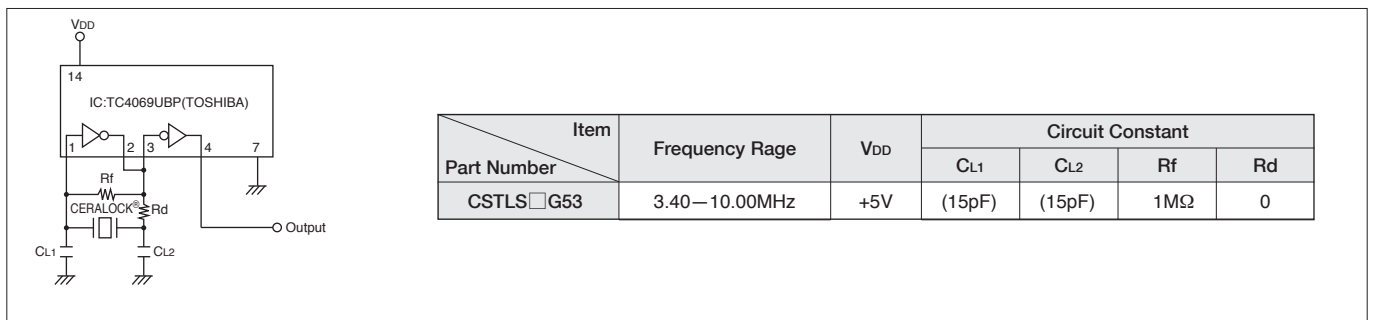 VDD
14
IC:TC4069UBP(TOSHIBA)
1 2 3 4 7
Rf
CERALOCK® Rd
Output
CL1 CL2
Item
Part Number
Frequency Rage
VDD
Circuit Constant
CL1 CL2 Rf Rd
CSTLS□G53 3.40—10.00MHz +5V (15pF) (15pF) 1MΩ 0